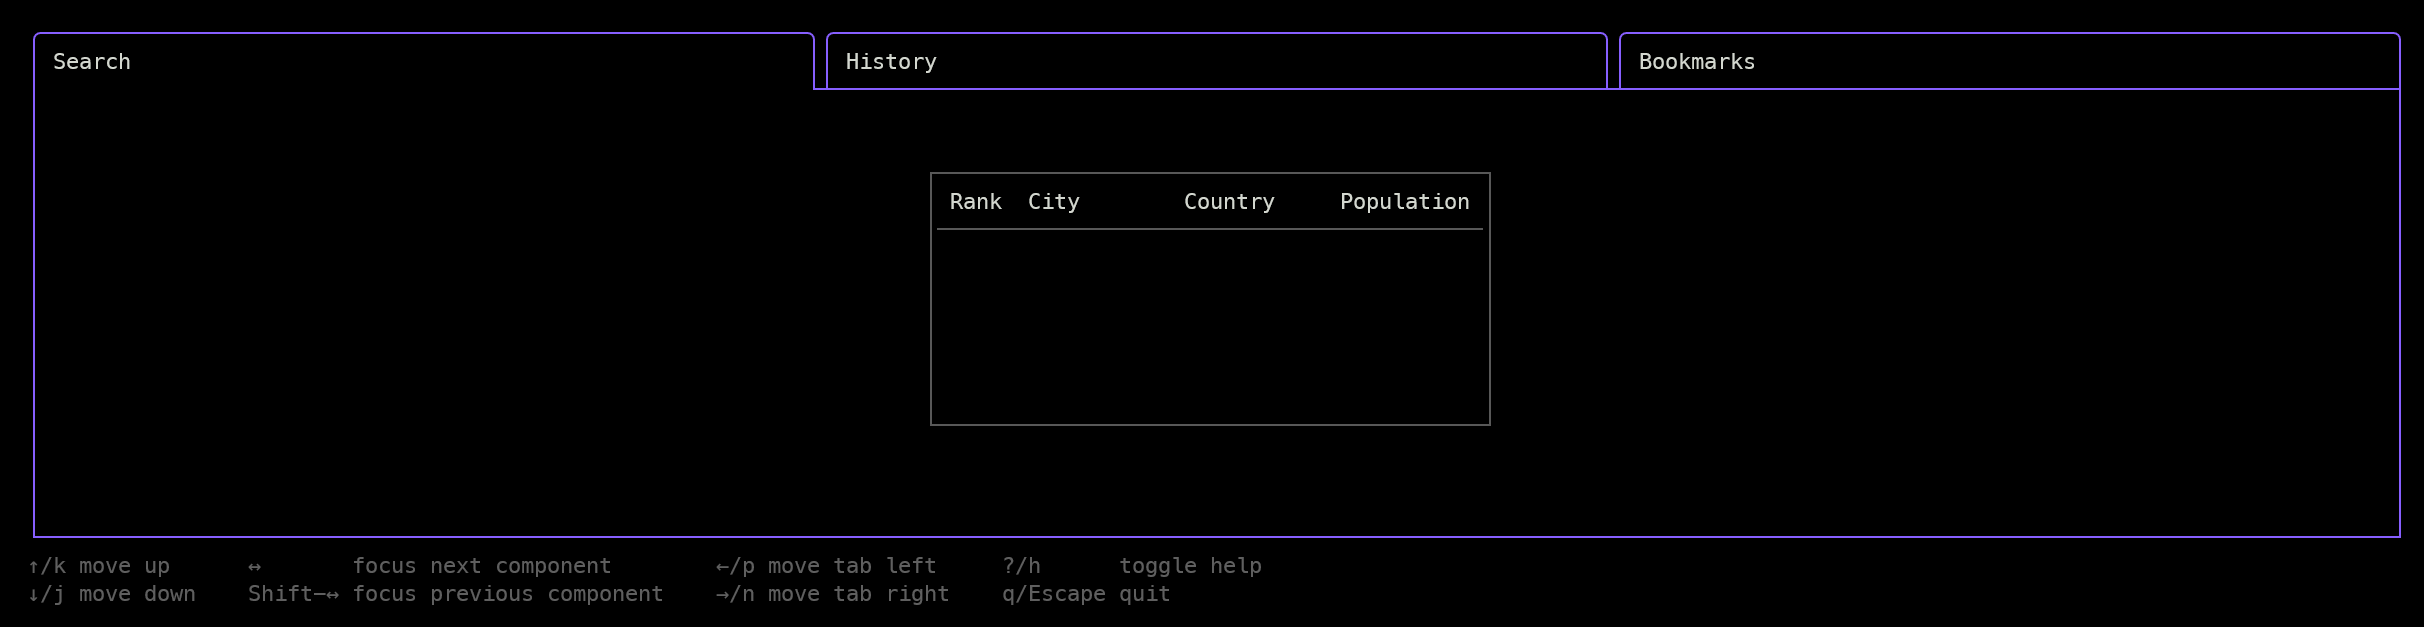 Search History Bookmarks
Rank City Country Population
↑/k move up ↔ focus next component ←/p move tab left ?/h toggle help
↓/j move down Shift-↔ focus previous component →/n move tab right q/Escape quit